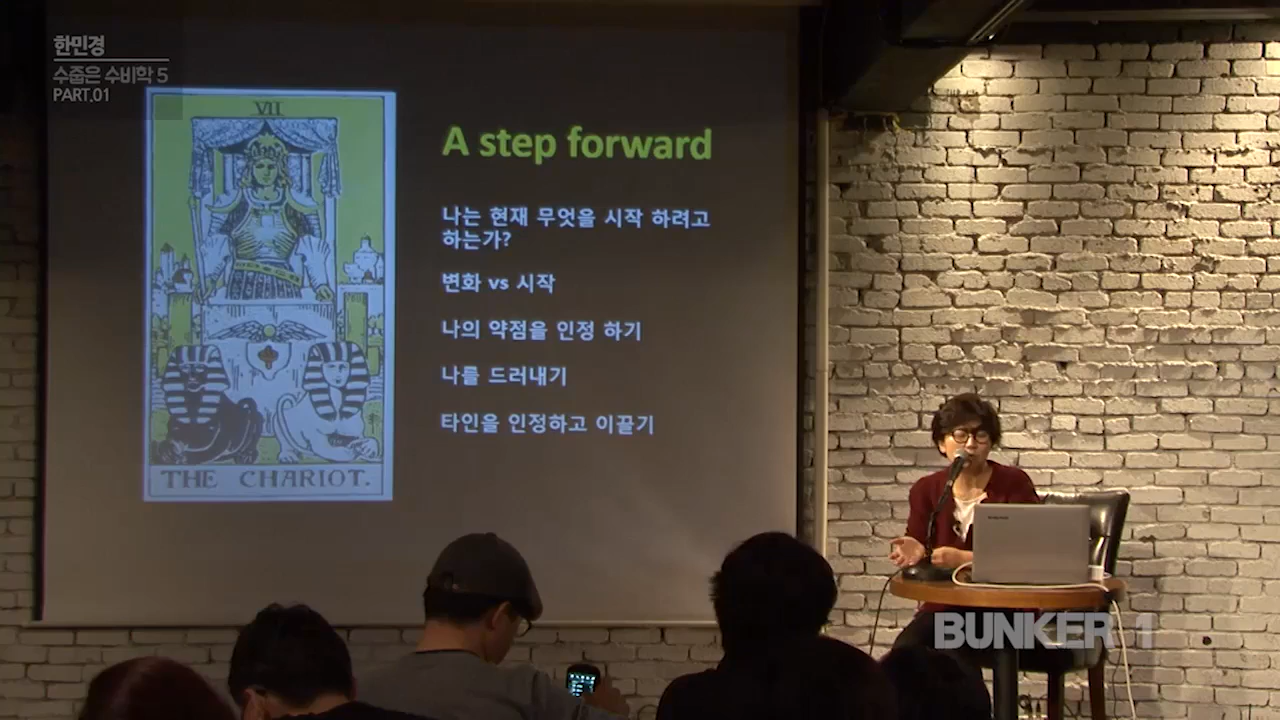 한민경
수줍은 수비학 5
PART.01
VII
THE CHARIOT.
A step forward
나는 현재 무엇을 시작 하려고
하는가?
변화 vs 시작
나의 약점을 인정 하기
나를 드러내기
타인을 인정하고 이끌기
BUNKER 1